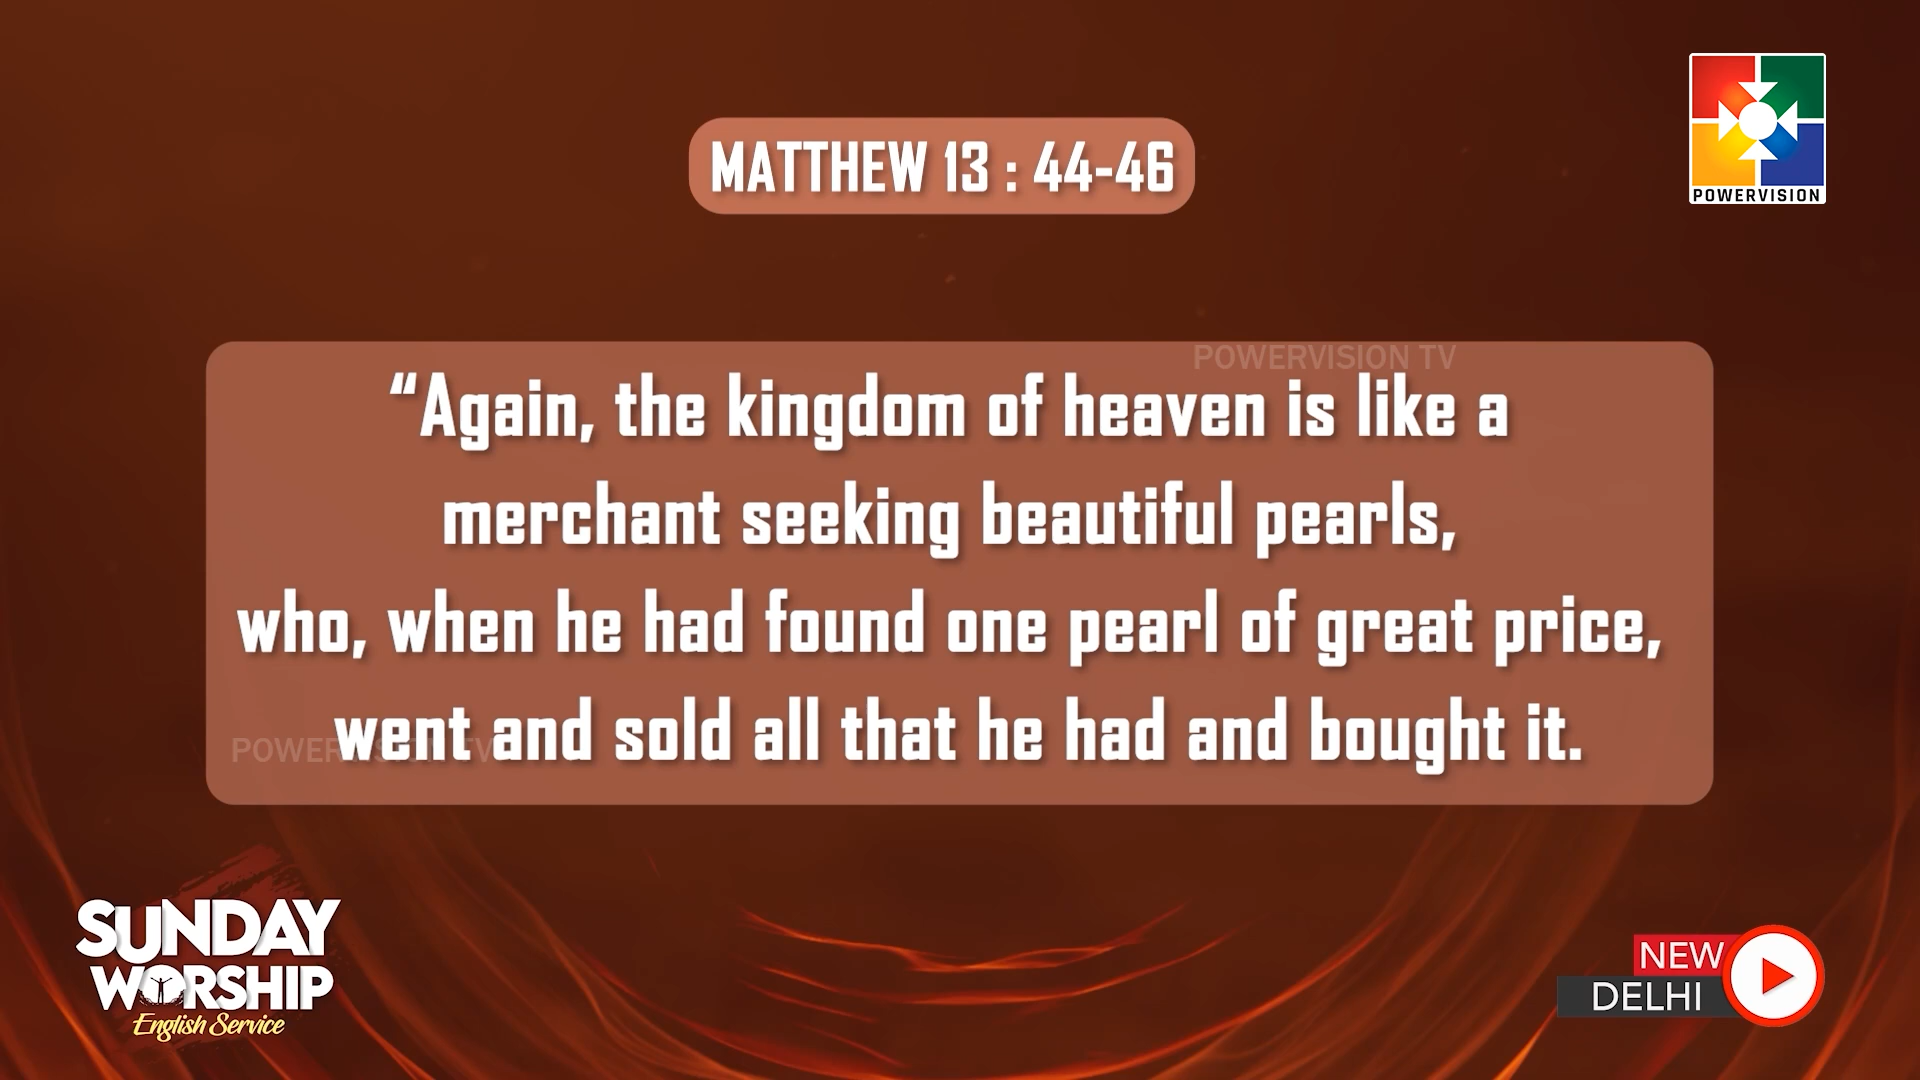 MATTHEW 13 : 44-46
POWERVISION
POWERVISION TV
“Again, the kingdom of heaven is like a
merchant seeking beautiful pearls,
who, when he had found one pearl of great price,
went and sold all that he had and bought it.
POWERVISION TV
SUNDAY
WORSHIP
English Service
NEW
DELHI